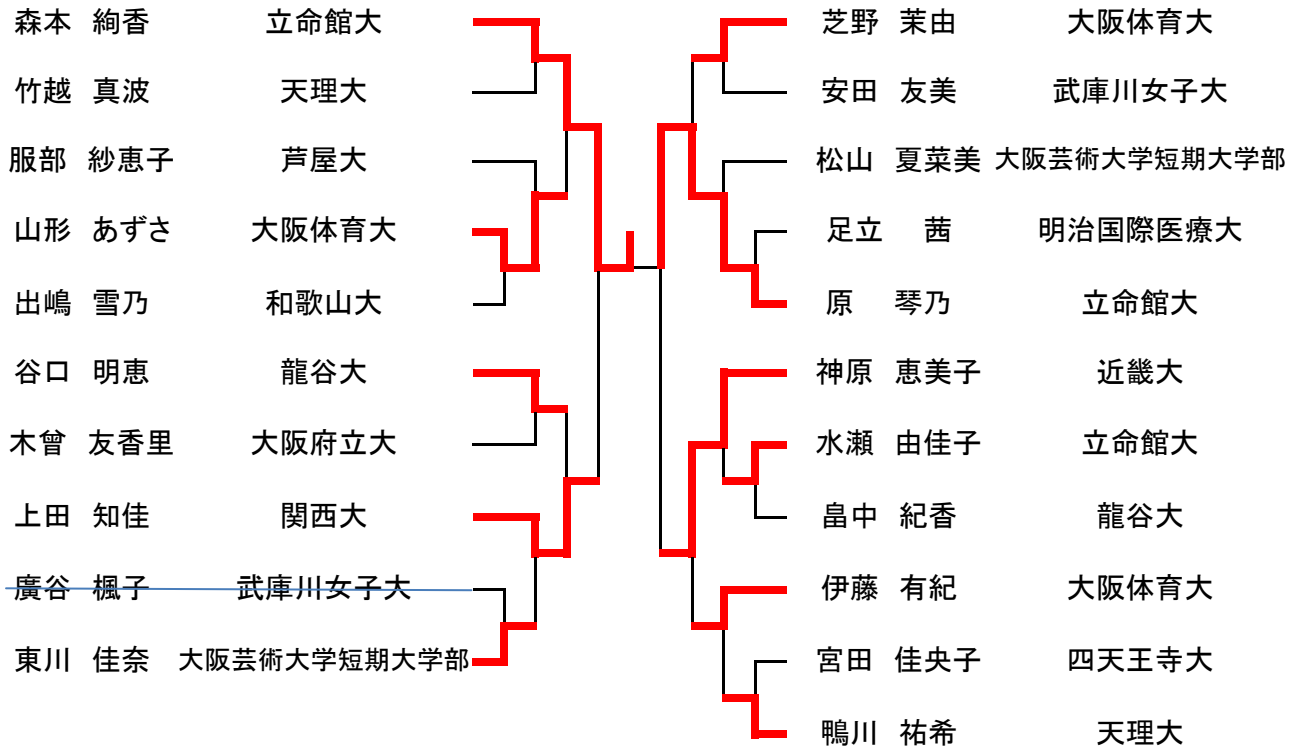 森本 絢香 立命館大
竹越 真波 天理大
服部 紗恵子 芦屋大
山形 あずさ 大阪体育大
出嶋 雪乃 和歌山大
谷口 明恵 龍谷大
木曾 友香里 大阪府立大
上田 知佳 関西大
廣谷 楓子 武庫川女子大
東川 佳奈 大阪芸術大学短期大学部
芝野 茉由 大阪体育大
安田 友美 武庫川女子大
松山 夏菜美 大阪芸術大学短期大学部
足立 茜 明治国際医療大
原 琴乃 立命館大
神原 恵美子 近畿大
水瀬 由佳子 立命館大
畠中 紀香 龍谷大
伊藤 有紀 大阪体育大
宮田 佳央子 四天王寺大
鴨川 祐希 天理大